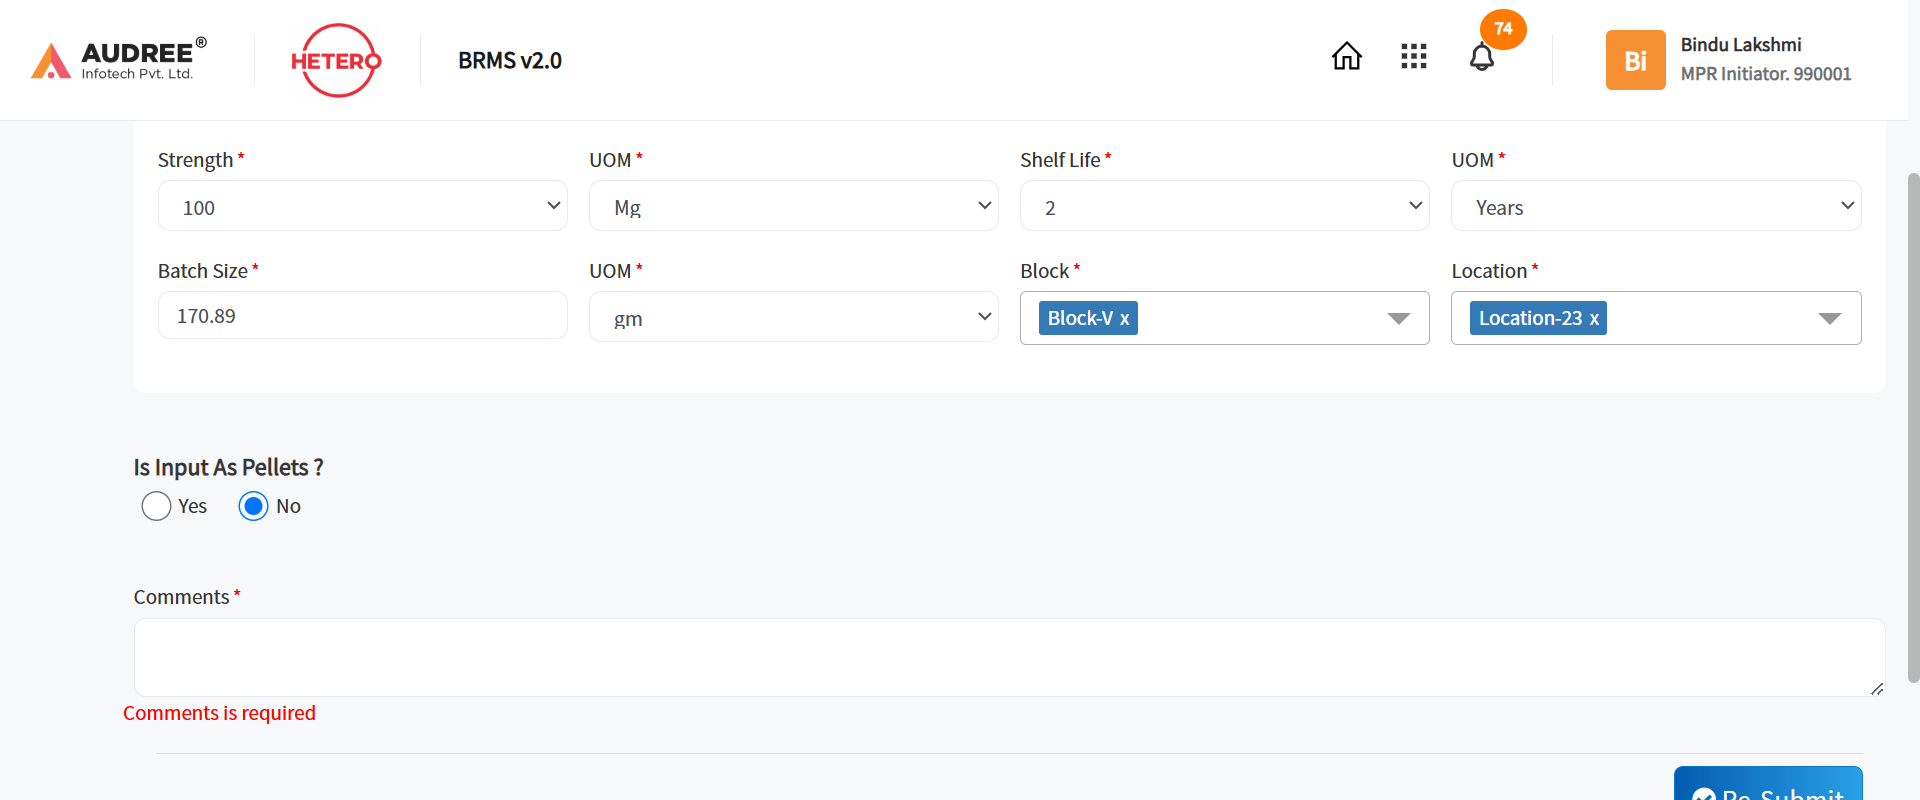 AUDREE®
Infotech Pvt. Ltd.
HETERO
BRMS v2.0
74
Bi
Bindu Lakshmi
MPR Initiator. 990001
Strength * UOM * Shelf Life * UOM *
100 Mg 2 Years
Batch Size * UOM * Block * Location *
170.89 gm Block-V x Location-23 x
Is Input As Pellets ?
Yes No
Comments *
Comments is required
Re-Submit